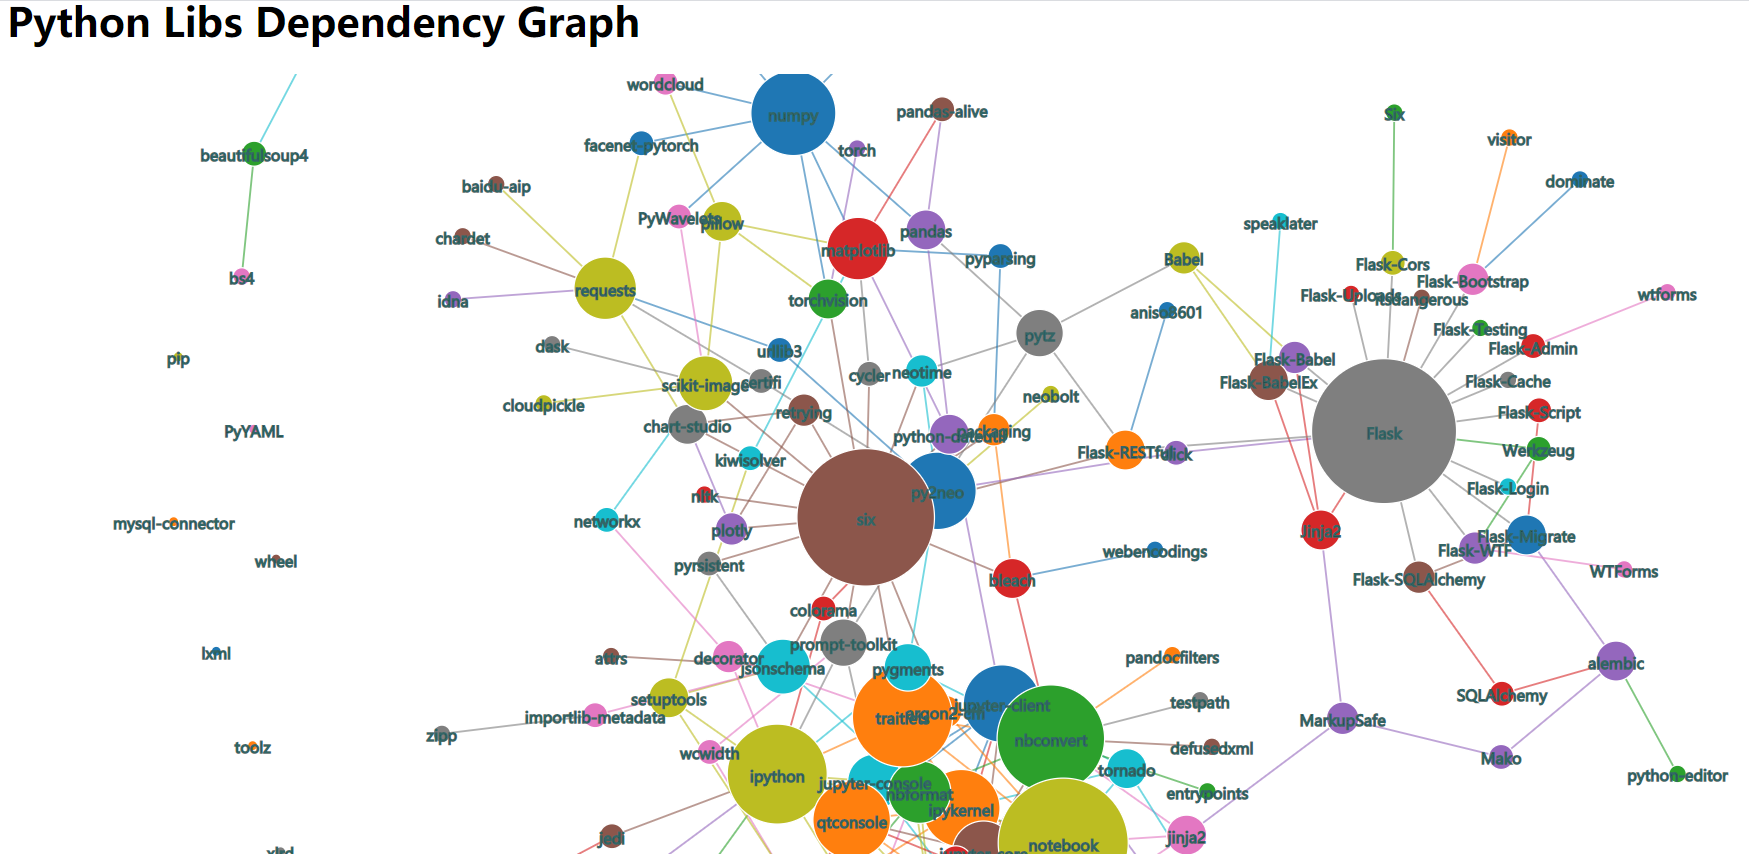 Python Libs Dependency Graph
wordcloud
numpy
pandas-alive
Six
visitor
facenet-pytorch
torch
beautifulsoup4
baidu-aip
dominate
PyWavelets
pillow
speaklater
chardet
pandas
matplotlib
pyparsing
Babel
Flask-Cors
bs4
Flask-Bootstrap
requests
idna
torchvision
Flask-Uploads
itsdangerous
wtforms
aniso8601
Flask-Testing
pytz
dask
urllib3
Flask-Admin
pip
Flask-Babel
cycler
neotime
scikit-image
certifi
Flask-BabelEx
Flask-Cache
neobolt
cloudpickle
retrying
Flask-Script
chart-studio
PyYAML
python-dateutil
packaging
Flask
Flask-RESTful
click
Werkzeug
kiwisolver
nltk
py2neo
Flask-Login
mysql-connector
networkx
six
plotly
Jinja2
Flask-Migrate
webencodings
Flask-WTF
wheel
pyrsistent
WTForms
bleach
Flask-SQLAlchemy
colorama
prompt-toolkit
lxml
attrs
decorator
pandocfilters
alembic
jsonschema
pygments
SQLAlchemy
setuptools
testpath
jupyter-client
importlib-metadata
traitlets
argon2-cffi
MarkupSafe
zipp
nbconvert
toolz
defusedxml
wcwidth
Mako
tornado
ipython
python-editor
jupyter-console
nbformat
entrypoints
ipykernel
qtconsole
jedi
jinja2
notebook
jupyter-core